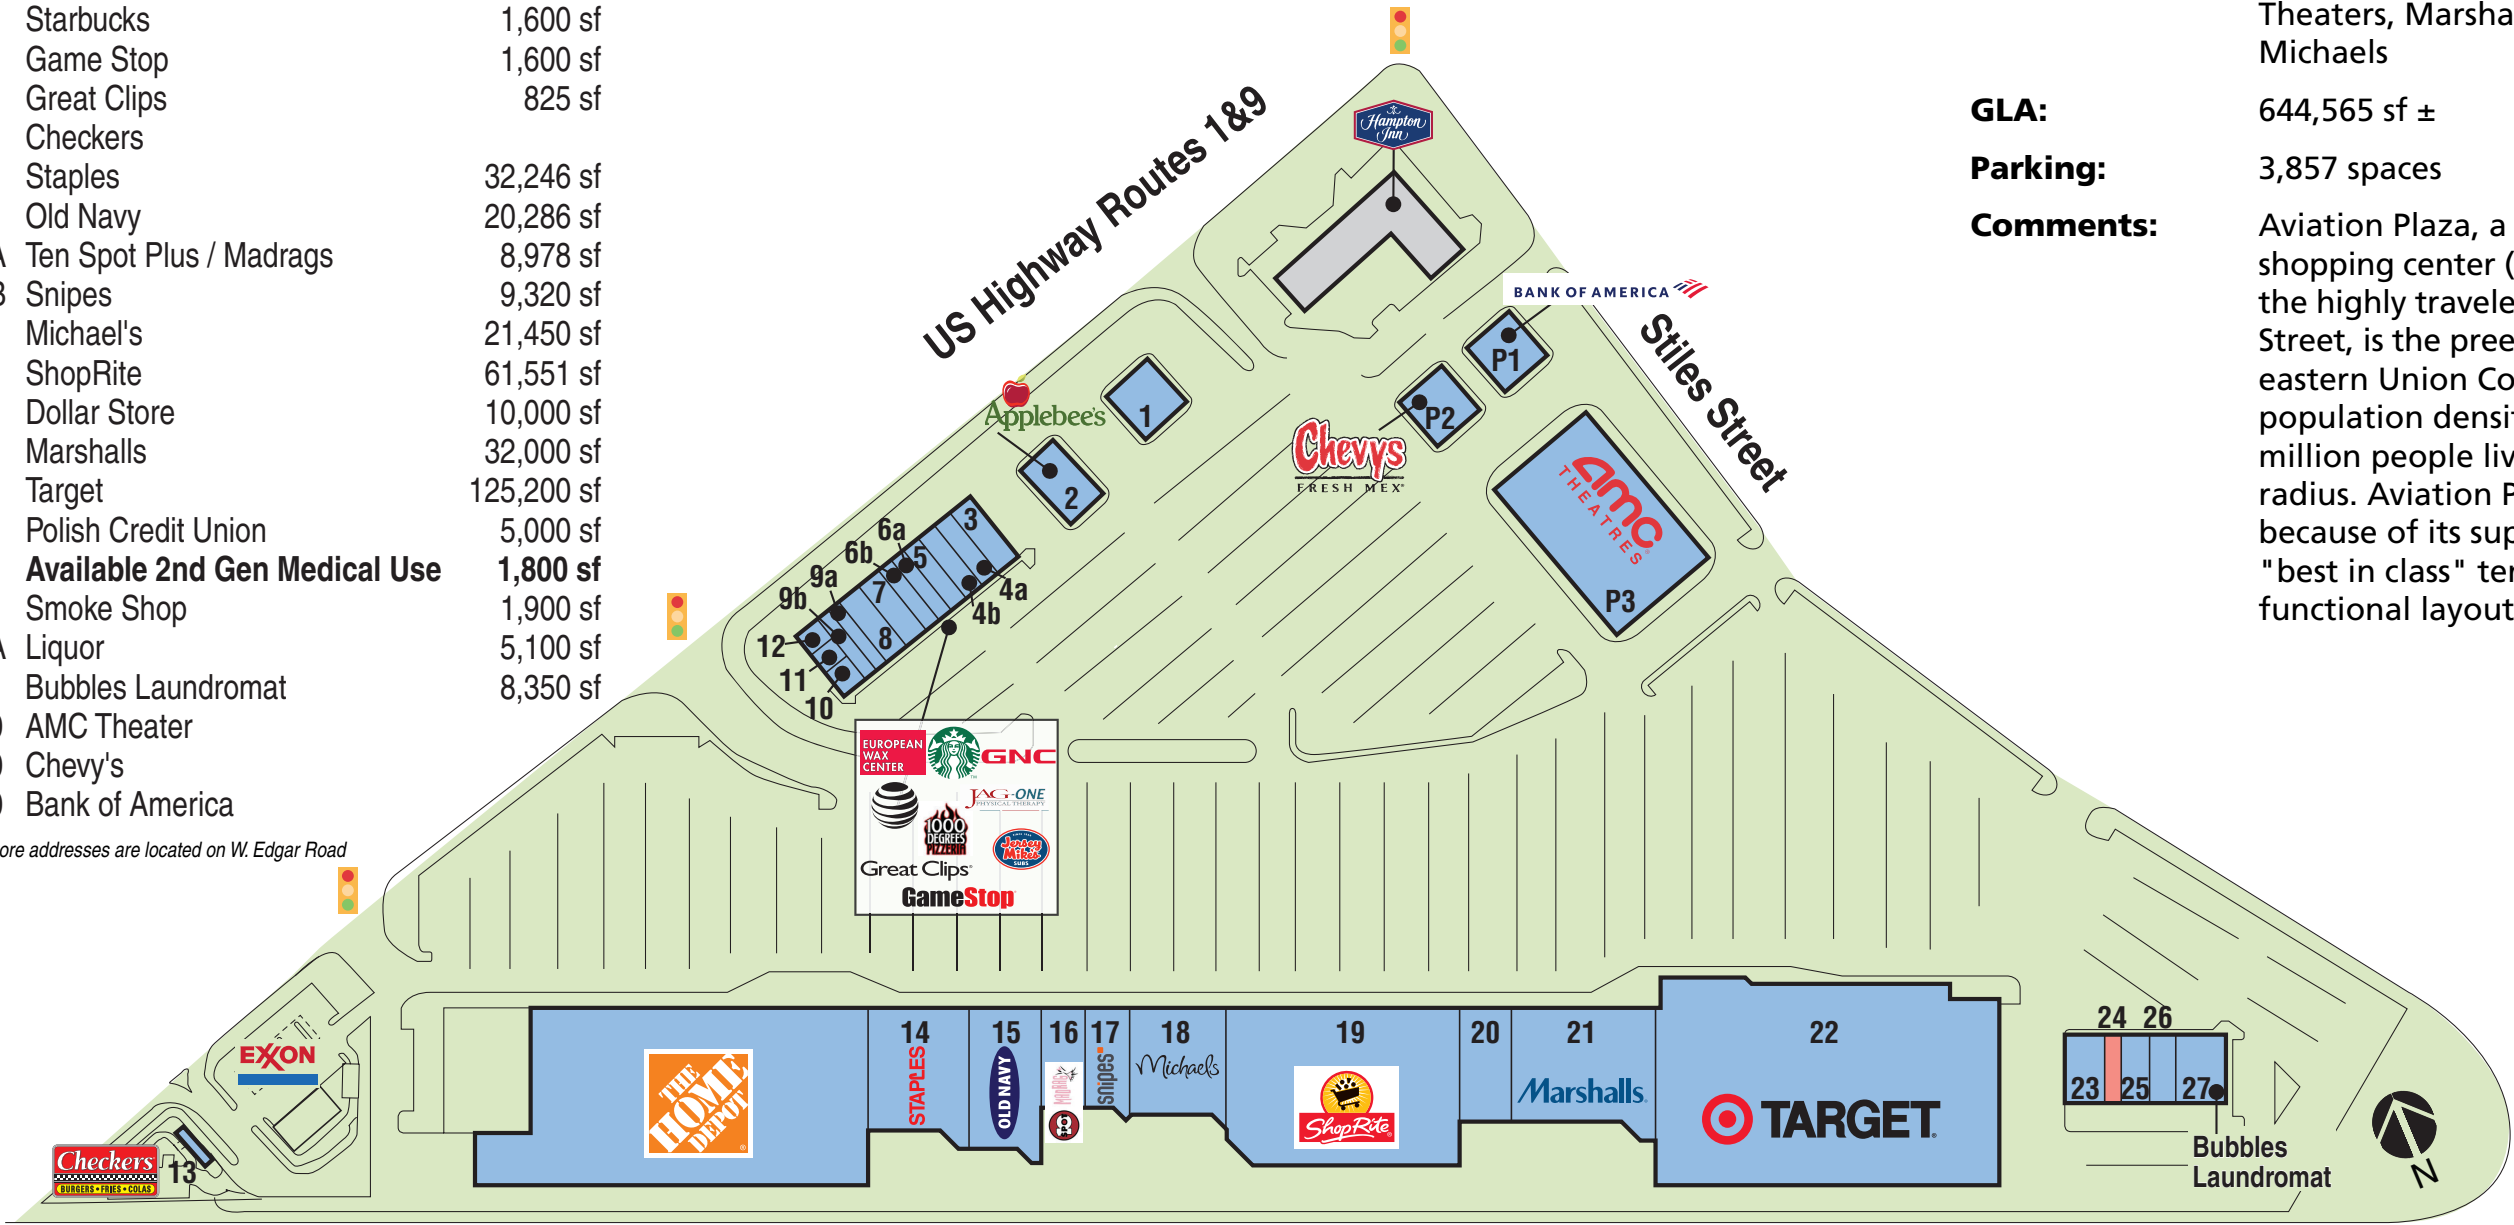 Starbucks 1,600 sf
Game Stop 1,600 sf
Great Clips 825 sf
Checkers
Staples 32,246 sf
Old Navy 20,286 sf
A Ten Spot Plus / Madrags 8,978 sf
B Snipes 9,320 sf
Michael's 21,450 sf
ShopRite 61,551 sf
Dollar Store 10,000 sf
Marshalls 32,000 sf
Target 125,200 sf
Polish Credit Union 5,000 sf
Available 2nd Gen Medical Use 1,800 sf
Smoke Shop 1,900 sf
A Liquor 5,100 sf
Bubbles Laundromat 8,350 sf
AMC Theater
Chevy's
Bank of America
ore addresses are located on W. Edgar Road
Theaters, Marsha
Michaels
GLA: 644,565 sf ±
Parking: 3,857 spaces
Comments: Aviation Plaza, a
shopping center (
the highly travele
Street, is the pree
eastern Union Co
population densit
million people liv
radius. Aviation P
because of its sup
"best in class" ter
functional layout
US Highway Routes 1&9
Stiles Street
Hampton
Inn
BANK OF AMERICA
P1
P2
Chevys
FRESH MEX
amc
THEATRES
P3
Applebee's
1
2
3
6a
5
6b
7
4a
4b
9a
9b
8
12
11
10
EUROPEAN
WAX
CENTER
GNC
JAG-ONE
PHYSICAL THERAPY
1000
DEGREES
PIZZERIA
Jersey
Mike's
SUBS
Great Clips
GameStop
EXXON
Checkers
BURGERS • FRIES • COLAS
13
THE
HOME
DEPOT
14
STAPLES
15
OLD NAVY
16
SPOT
17
snipes
18
Michaels
19
ShopRite
20
21
Marshalls
22
TARGET
24
26
23
25
27
Bubbles
Laundromat
N